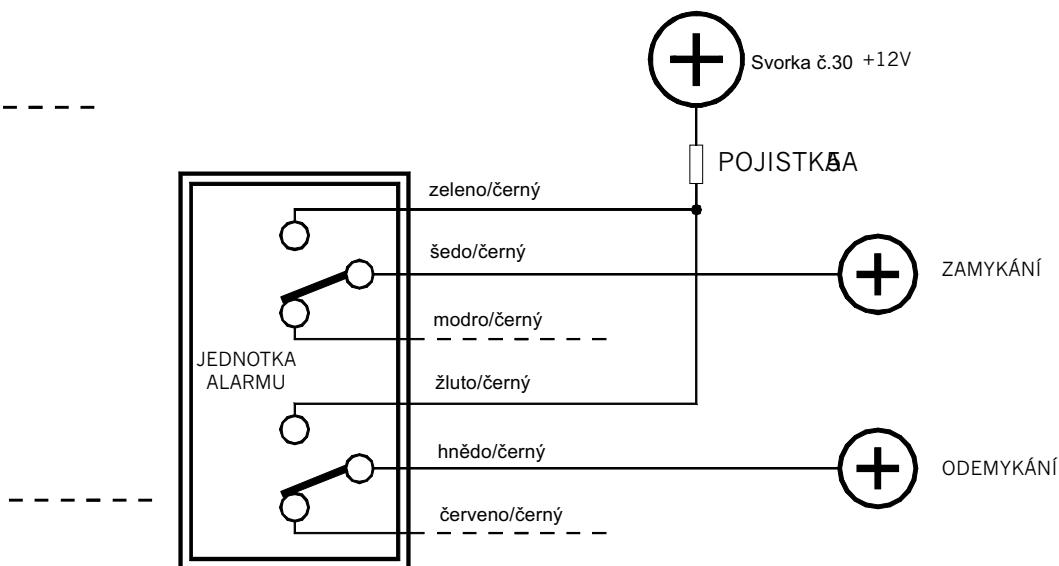 Svorka č.30 +12V
POJISTKA 5A
zeleno/černý
šedo/černý
ZAMYKÁNÍ
modro/černý
JEDNOTKA
ALARMU
žluto/černý
hnědo/černý
ODEMYKÁNÍ
červeno/černý